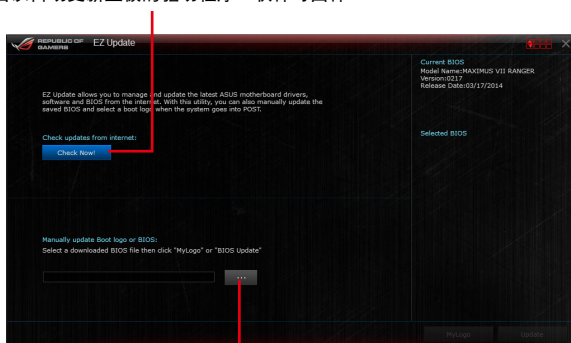 REPUBLIC OF
GAMERS
EZ Update
Current BIOS
Model Name:MAXIMUS VII RANGER
Version:0217
Release Date:03/17/2014
EZ Update allows you to manage and update the latest ASUS motherboard drivers,
software and BIOS from the internet. With this utility, you can also manually update the
saved BIOS and select a boot logo when the system goes into POST.
Selected BIOS
Check updates from internet:
Check Now!
Manually update Boot logo or BIOS:
Select a downloaded BIOS file then click "MyLogo" or "BIOS Update"
...
MyLogo
Update